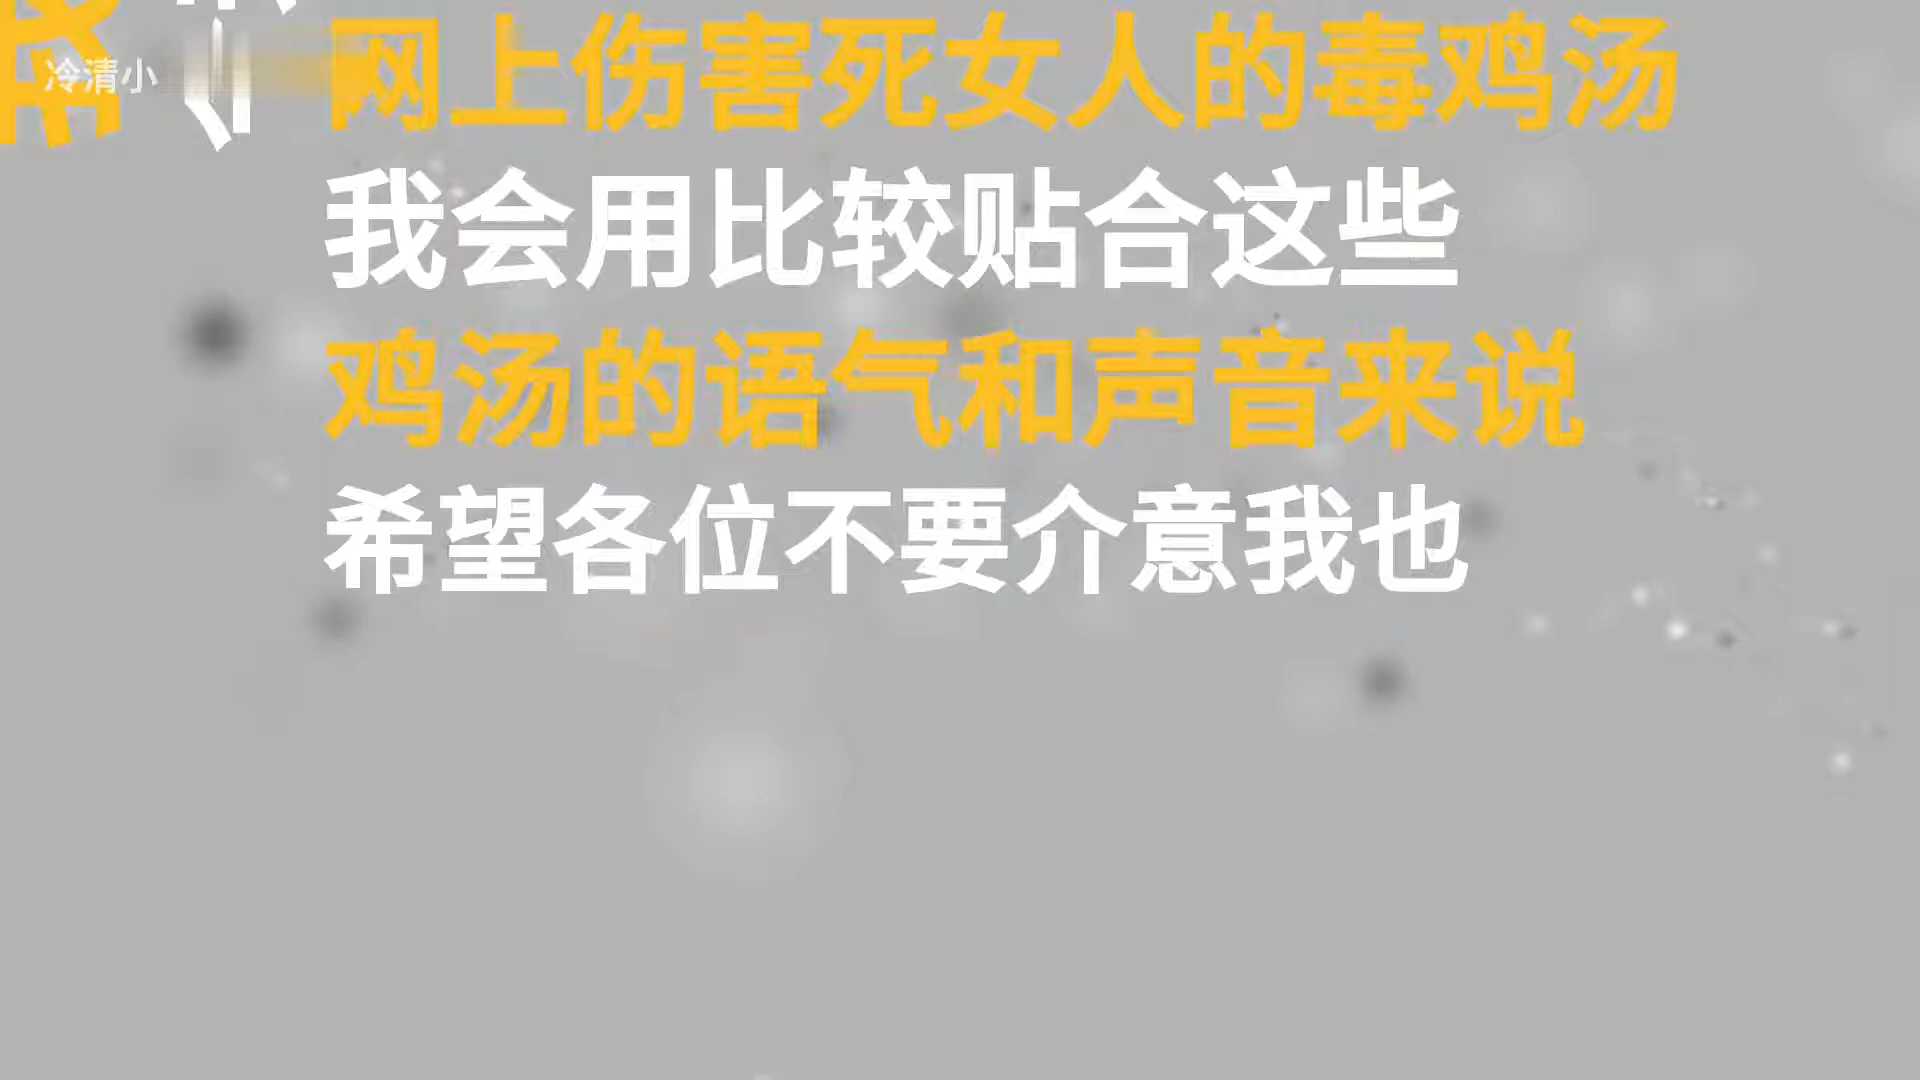 冷清小
网上伤害死女人的毒鸡汤
我会用比较贴合这些
鸡汤的语气和声音来说
希望各位不要介意我也